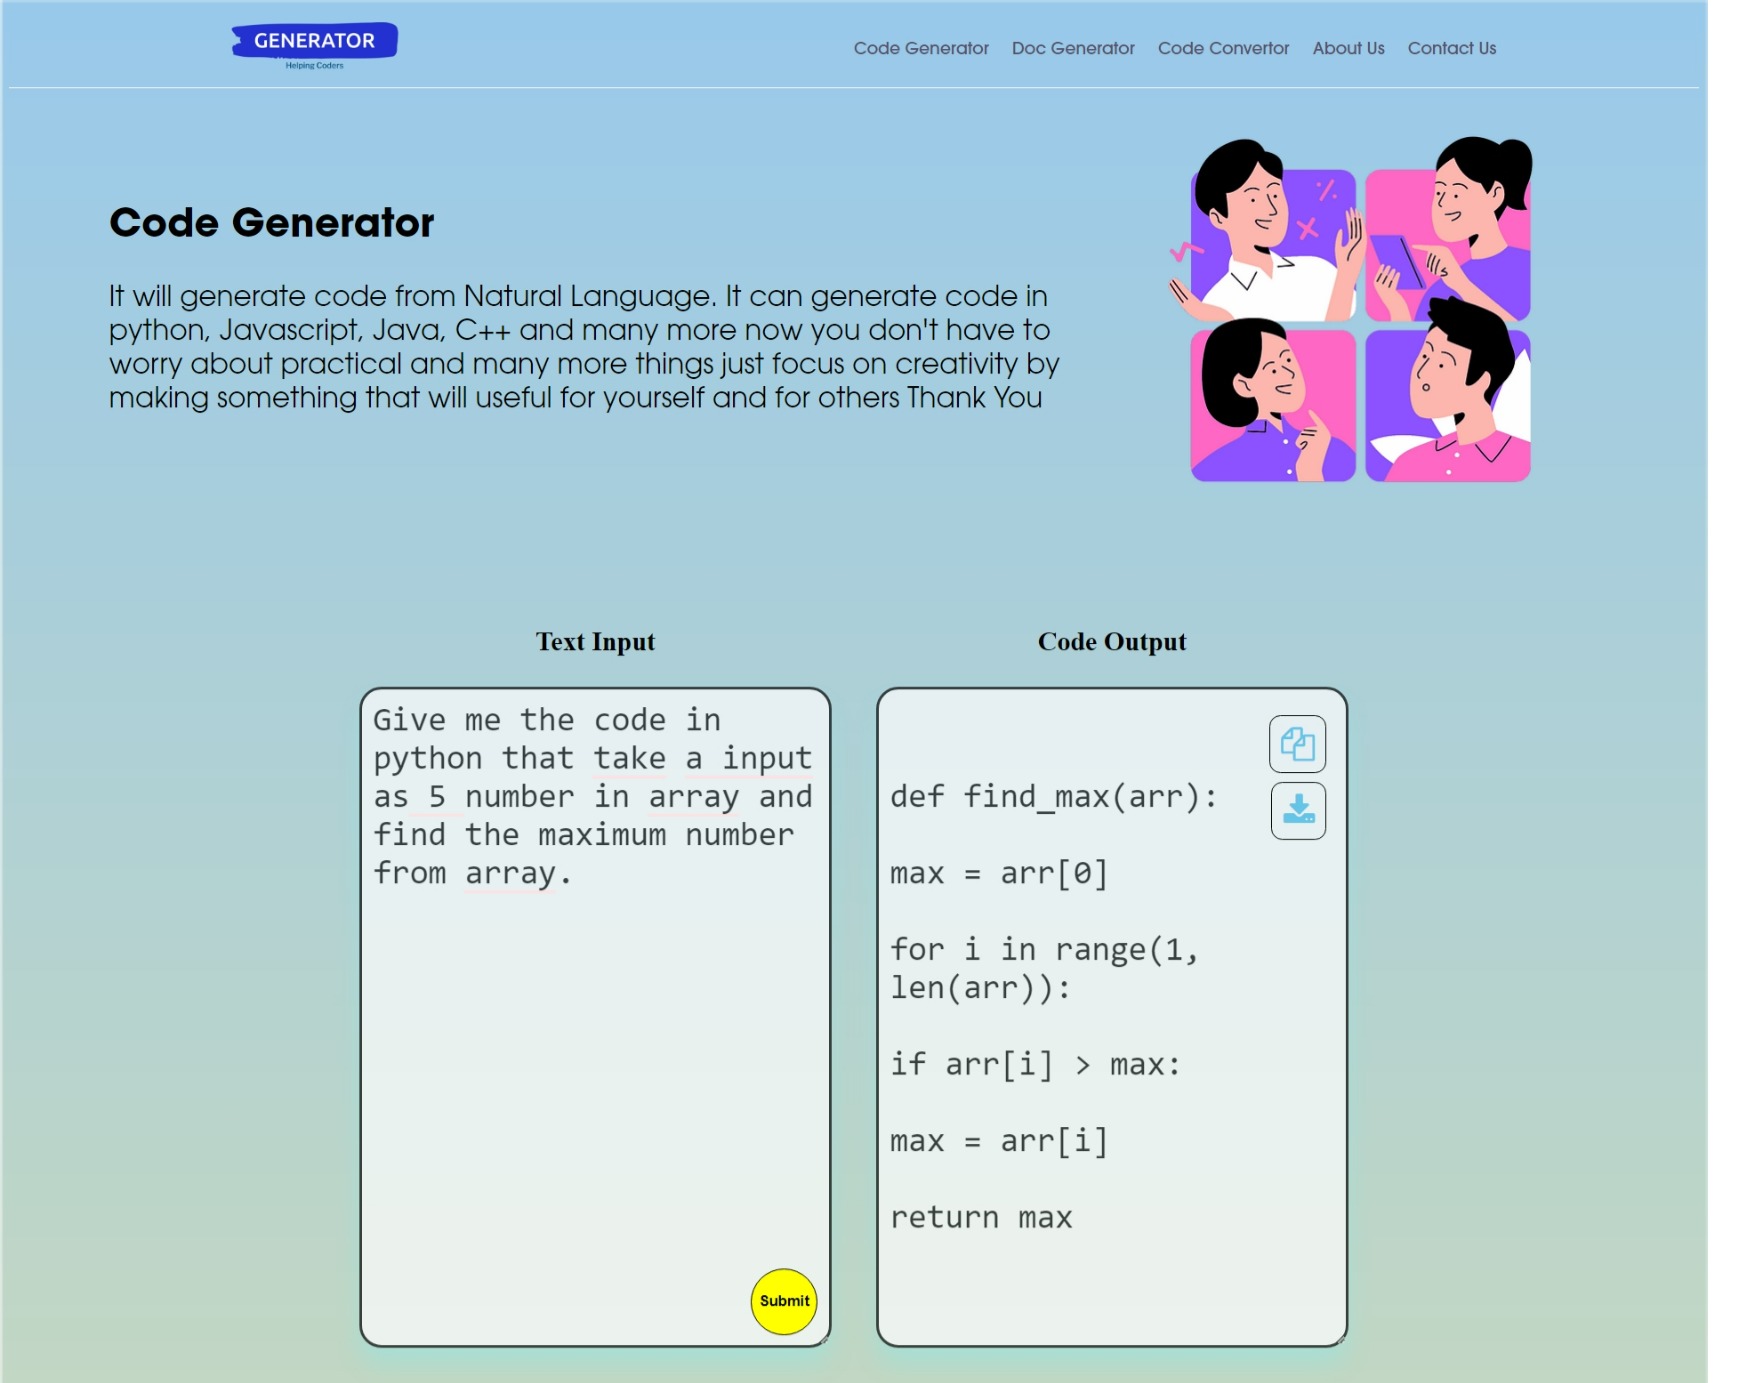 GENERATOR
Helping Coders
Code Generator Doc Generator Code Convertor About Us Contact Us
Code Generator
It will generate code from Natural Language. It can generate code in
python, Javascript, Java, C++ and many more now you don't have to
worry about practical and many more things just focus on creativity by
making something that will useful for yourself and for others Thank You
Text Input
Give me the code in
python that take a input
as 5 number in array and
find the maximum number
from array.
Submit
Code Output
def find_max(arr):
max = arr[0]
for i in range(1,
len(arr)):
if arr[i] > max:
max = arr[i]
return max